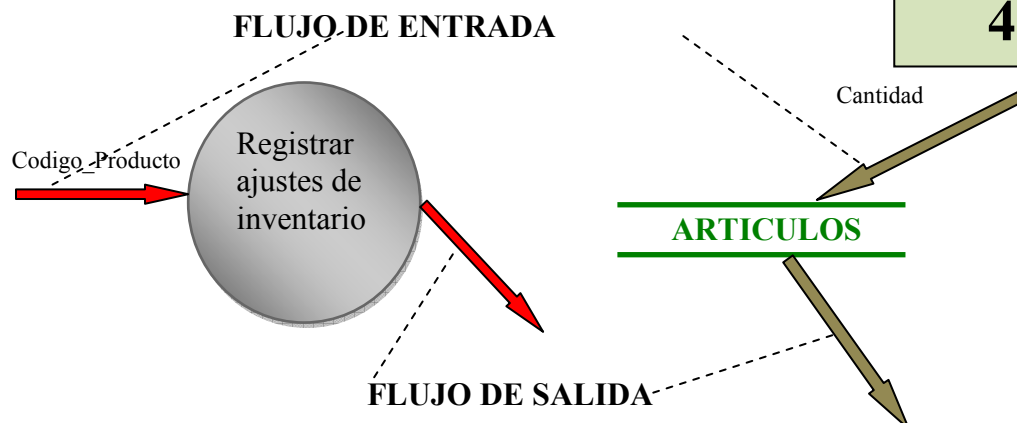 FLUJO DE ENTRADA
4
Cantidad
Codigo_Producto
Registrar
ajustes de
inventario
ARTICULOS
FLUJO DE SALIDA